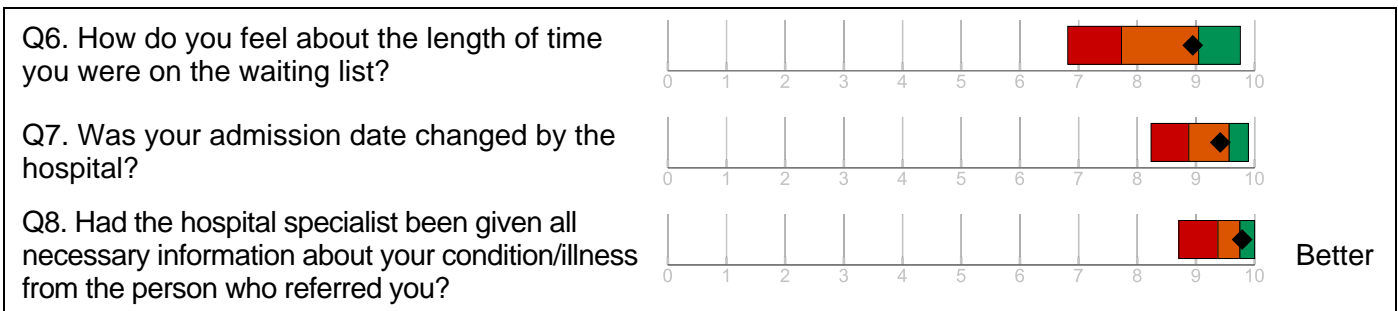 Q6. How do you feel about the length of time
you were on the waiting list?
0 1 2 3 4 5 6 7 8 9 10
Q7. Was your admission date changed by the
hospital?
0 1 2 3 4 5 6 7 8 9 10
Q8. Had the hospital specialist been given all
necessary information about your condition/illness
from the person who referred you?
0 1 2 3 4 5 6 7 8 9 10
Better